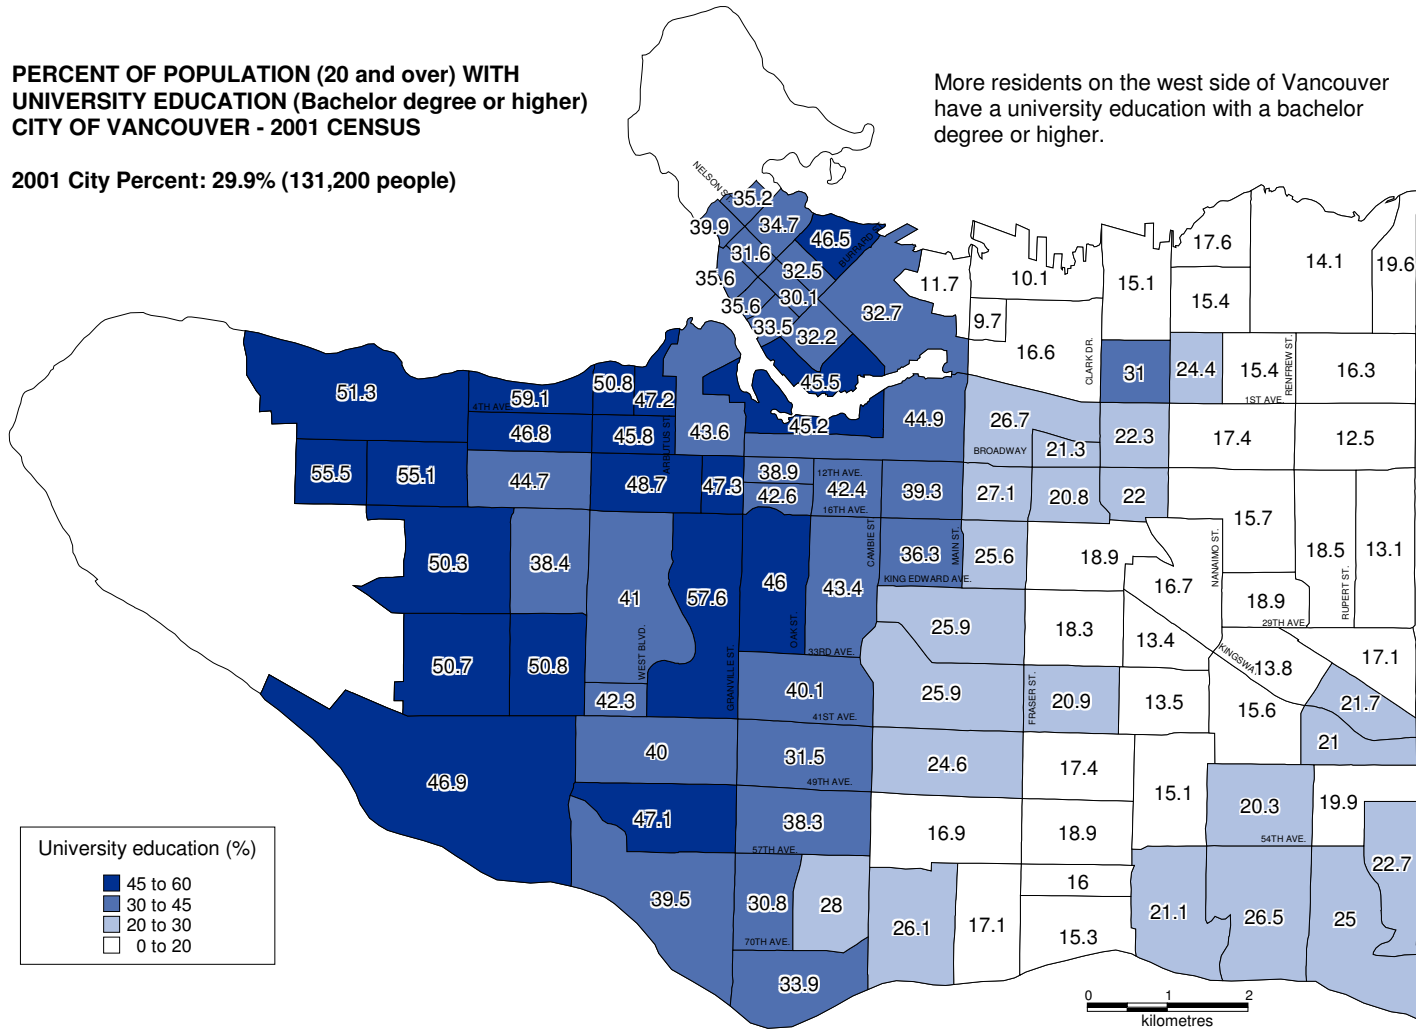 PERCENT OF POPULATION (20 and over) WITH
UNIVERSITY EDUCATION (Bachelor degree or higher)
CITY OF VANCOUVER - 2001 CENSUS
2001 City Percent: 29.9% (131,200 people)
More residents on the west side of Vancouver
have a university education with a bachelor
degree or higher.
NELSON ST.
35.2
39.9
34.7
46.5
BURRARD ST.
31.6
32.5
35.6
30.1
35.6
33.5
32.2
32.7
45.5
11.7
10.1
9.7
16.6
CLARK DR.
15.1
17.6
15.4
14.1
19.6
31
24.4
15.4
RENFREW ST.
1ST AVE.
16.3
51.3
59.1
4TH AVE.
50.8
47.2
46.8
45.8
ARBUTUS ST.
43.6
45.2
44.9
26.7
BROADWAY
21.3
22.3
17.4
12.5
55.5
55.1
44.7
48.7
47.3
38.9
42.6
12TH AVE.
42.4
16TH AVE.
39.3
27.1
20.8
22
15.7
18.5
13.1
50.3
38.4
41
57.6
46
43.4
CAMBIE ST.
36.3
MAIN ST.
KING EDWARD AVE.
25.6
18.9
16.7
NANAIMO ST.
18.9
29TH AVE.
RUPERT ST.
50.7
50.8
WEST BLVD.
42.3
GRANVILLE ST.
OAK ST.
33RD AVE.
40.1
41ST AVE.
25.9
25.9
18.3
13.4
KINGSWAY
13.8
17.1
FRASER ST.
20.9
13.5
15.6
21.7
21
46.9
40
31.5
49TH AVE.
24.6
17.4
15.1
20.3
54TH AVE.
19.9
47.1
38.3
57TH AVE.
16.9
18.9
22.7
39.5
30.8
70TH AVE.
28
26.1
17.1
16
15.3
21.1
26.5
25
33.9
University education (%)
45 to 60
30 to 45
20 to 30
0 to 20
0 1 2
kilometres